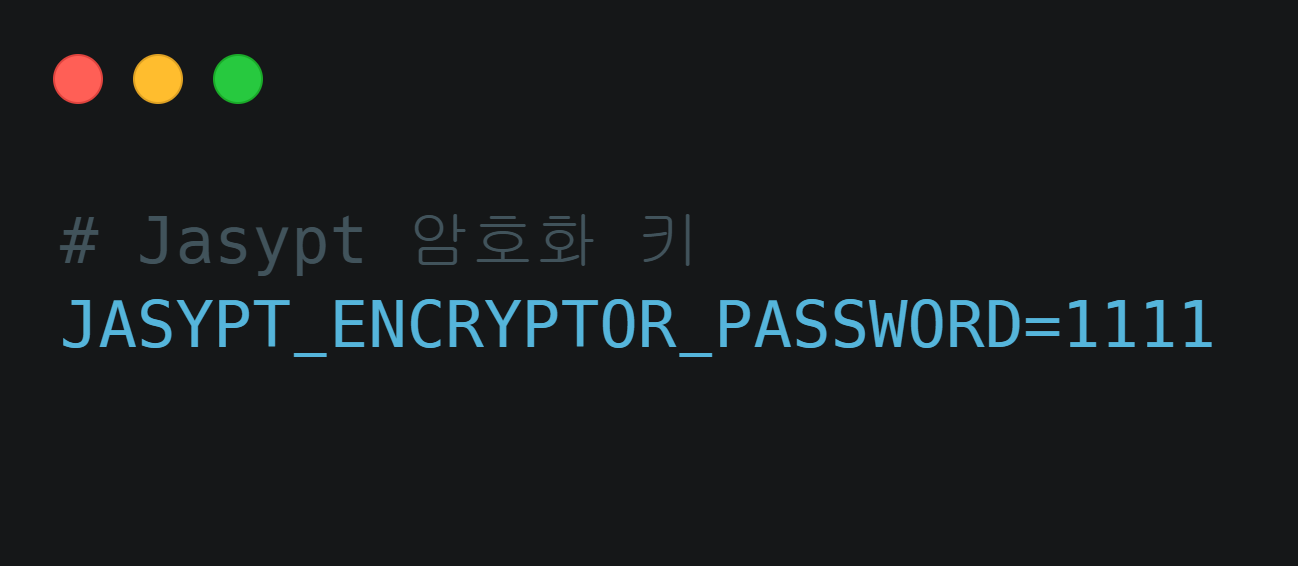 # Jasypt 암호화 키
JASYPT_ENCRYPTOR_PASSWORD=1111